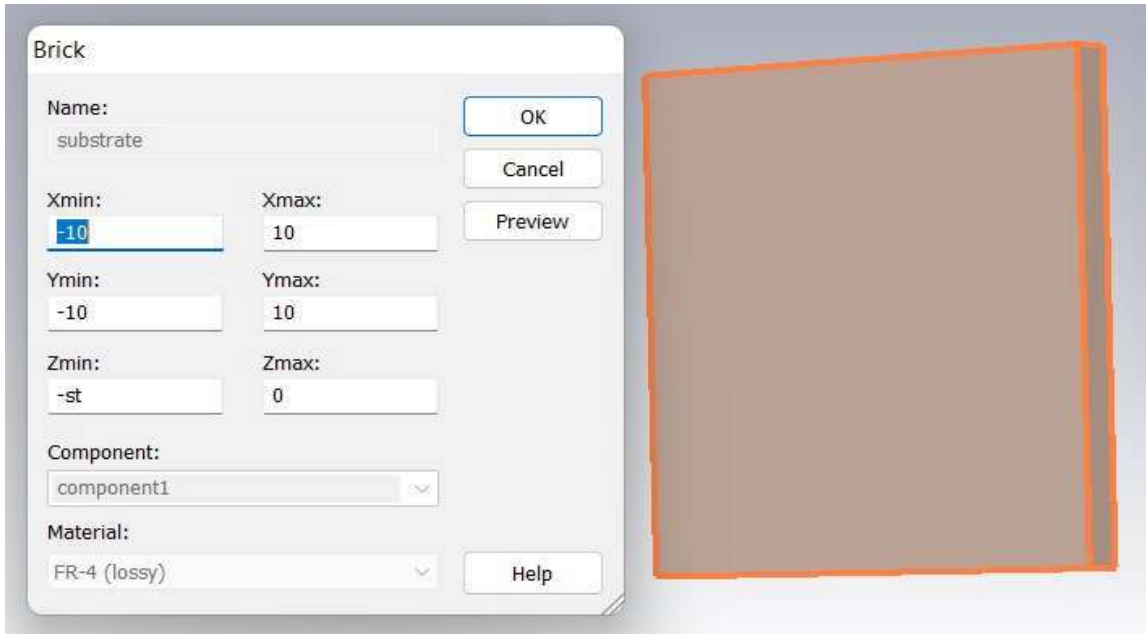 Brick
Name:
substrate
OK
Cancel
Preview
Xmin:
Xmax:
-10
10
Ymin:
Ymax:
-10
10
Zmin:
Zmax:
-st
0
Component:
component1
Material:
FR-4 (lossy)
Help